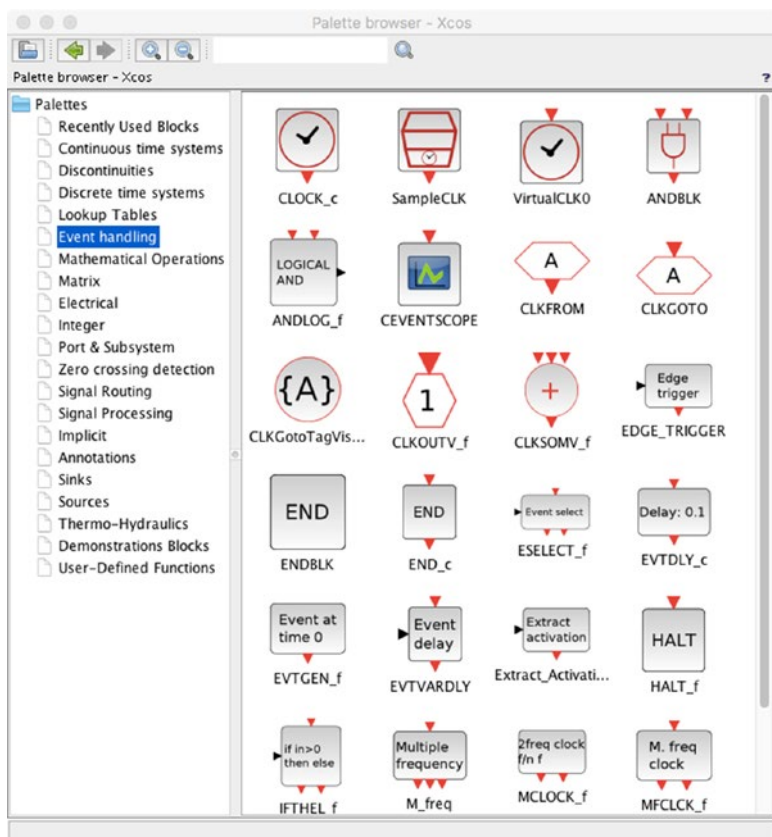 Palette browser - Xcos
Palette browser - Xcos
?
Palettes
Recently Used Blocks
Continuous time systems
Discontinuities
Discrete time systems
Lookup Tables
Event handling
Mathematical Operations
Matrix
Electrical
Integer
Port & Subsystem
Zero crossing detection
Signal Routing
Signal Processing
Implicit
Annotations
Sinks
Sources
Thermo-Hydraulics
Demonstrations Blocks
User-Defined Functions
CLOCK_c
SampleCLK
VirtualCLK0
ANDBLK
LOGICAL
AND
ANDLOG_f
CEVENTSCOPE
A
CLKFROM
A
CLKGOTO
{A}
CLKGotoTagVis...
1
CLKOUTV_f
+
CLKSOMV_f
Edge
trigger
EDGE_TRIGGER
END
ENDBLK
END
END_c
Event select
ESELECT_f
Delay: 0.1
EVTDLY_c
Event at
time 0
EVTGEN_f
Event
delay
EVTVARDLY
Extract
activation
Extract_Activati...
HALT
HALT_f
if in>0
then else
IFTHEL_f
Multiple
frequency
M_freq
2freq clock
f/n f
MCLOCK_f
M. freq
clock
MFCLCK_f